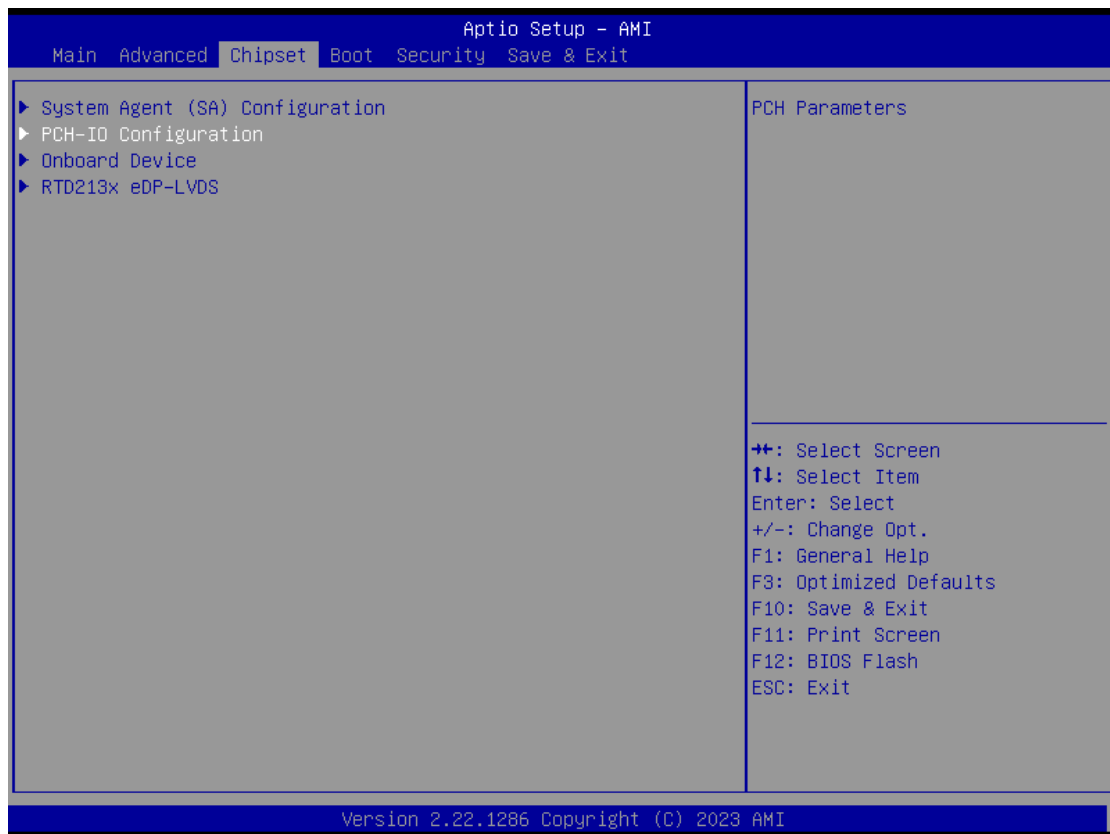 Aptio Setup – AMI
Main Advanced Chipset Boot Security Save & Exit
▶ System Agent (SA) Configuration
▶ PCH-IO Configuration
▶ Onboard Device
▶ RTD213x eDP-LVDS
PCH Parameters
→←: Select Screen
↑↓: Select Item
Enter: Select
+/-: Change Opt.
F1: General Help
F3: Optimized Defaults
F10: Save & Exit
F11: Print Screen
F12: BIOS Flash
ESC: Exit
Version 2.22.1286 Copyright (C) 2023 AMI